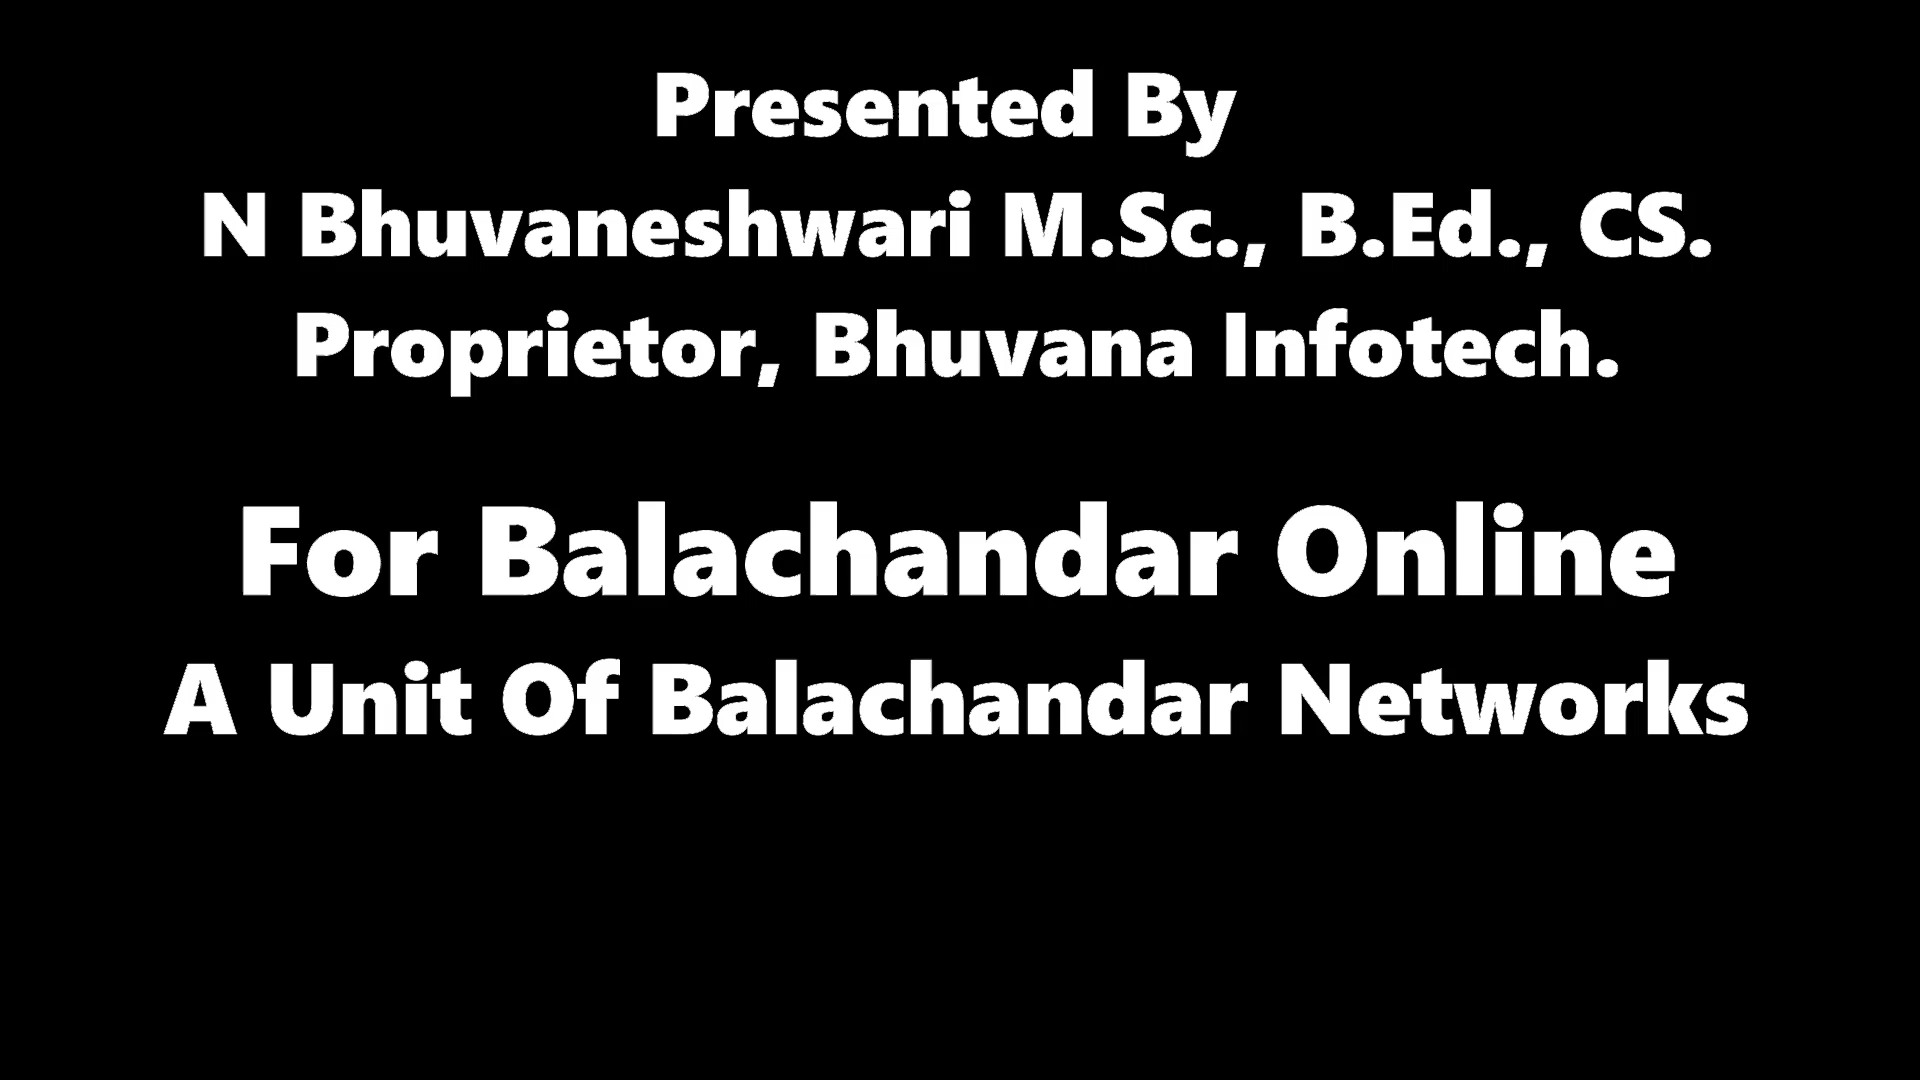 Presented By
N Bhuvaneshwari M.Sc., B.Ed., CS.
Proprietor, Bhuvana Infotech.
For Balachandar Online
A Unit Of Balachandar Networks